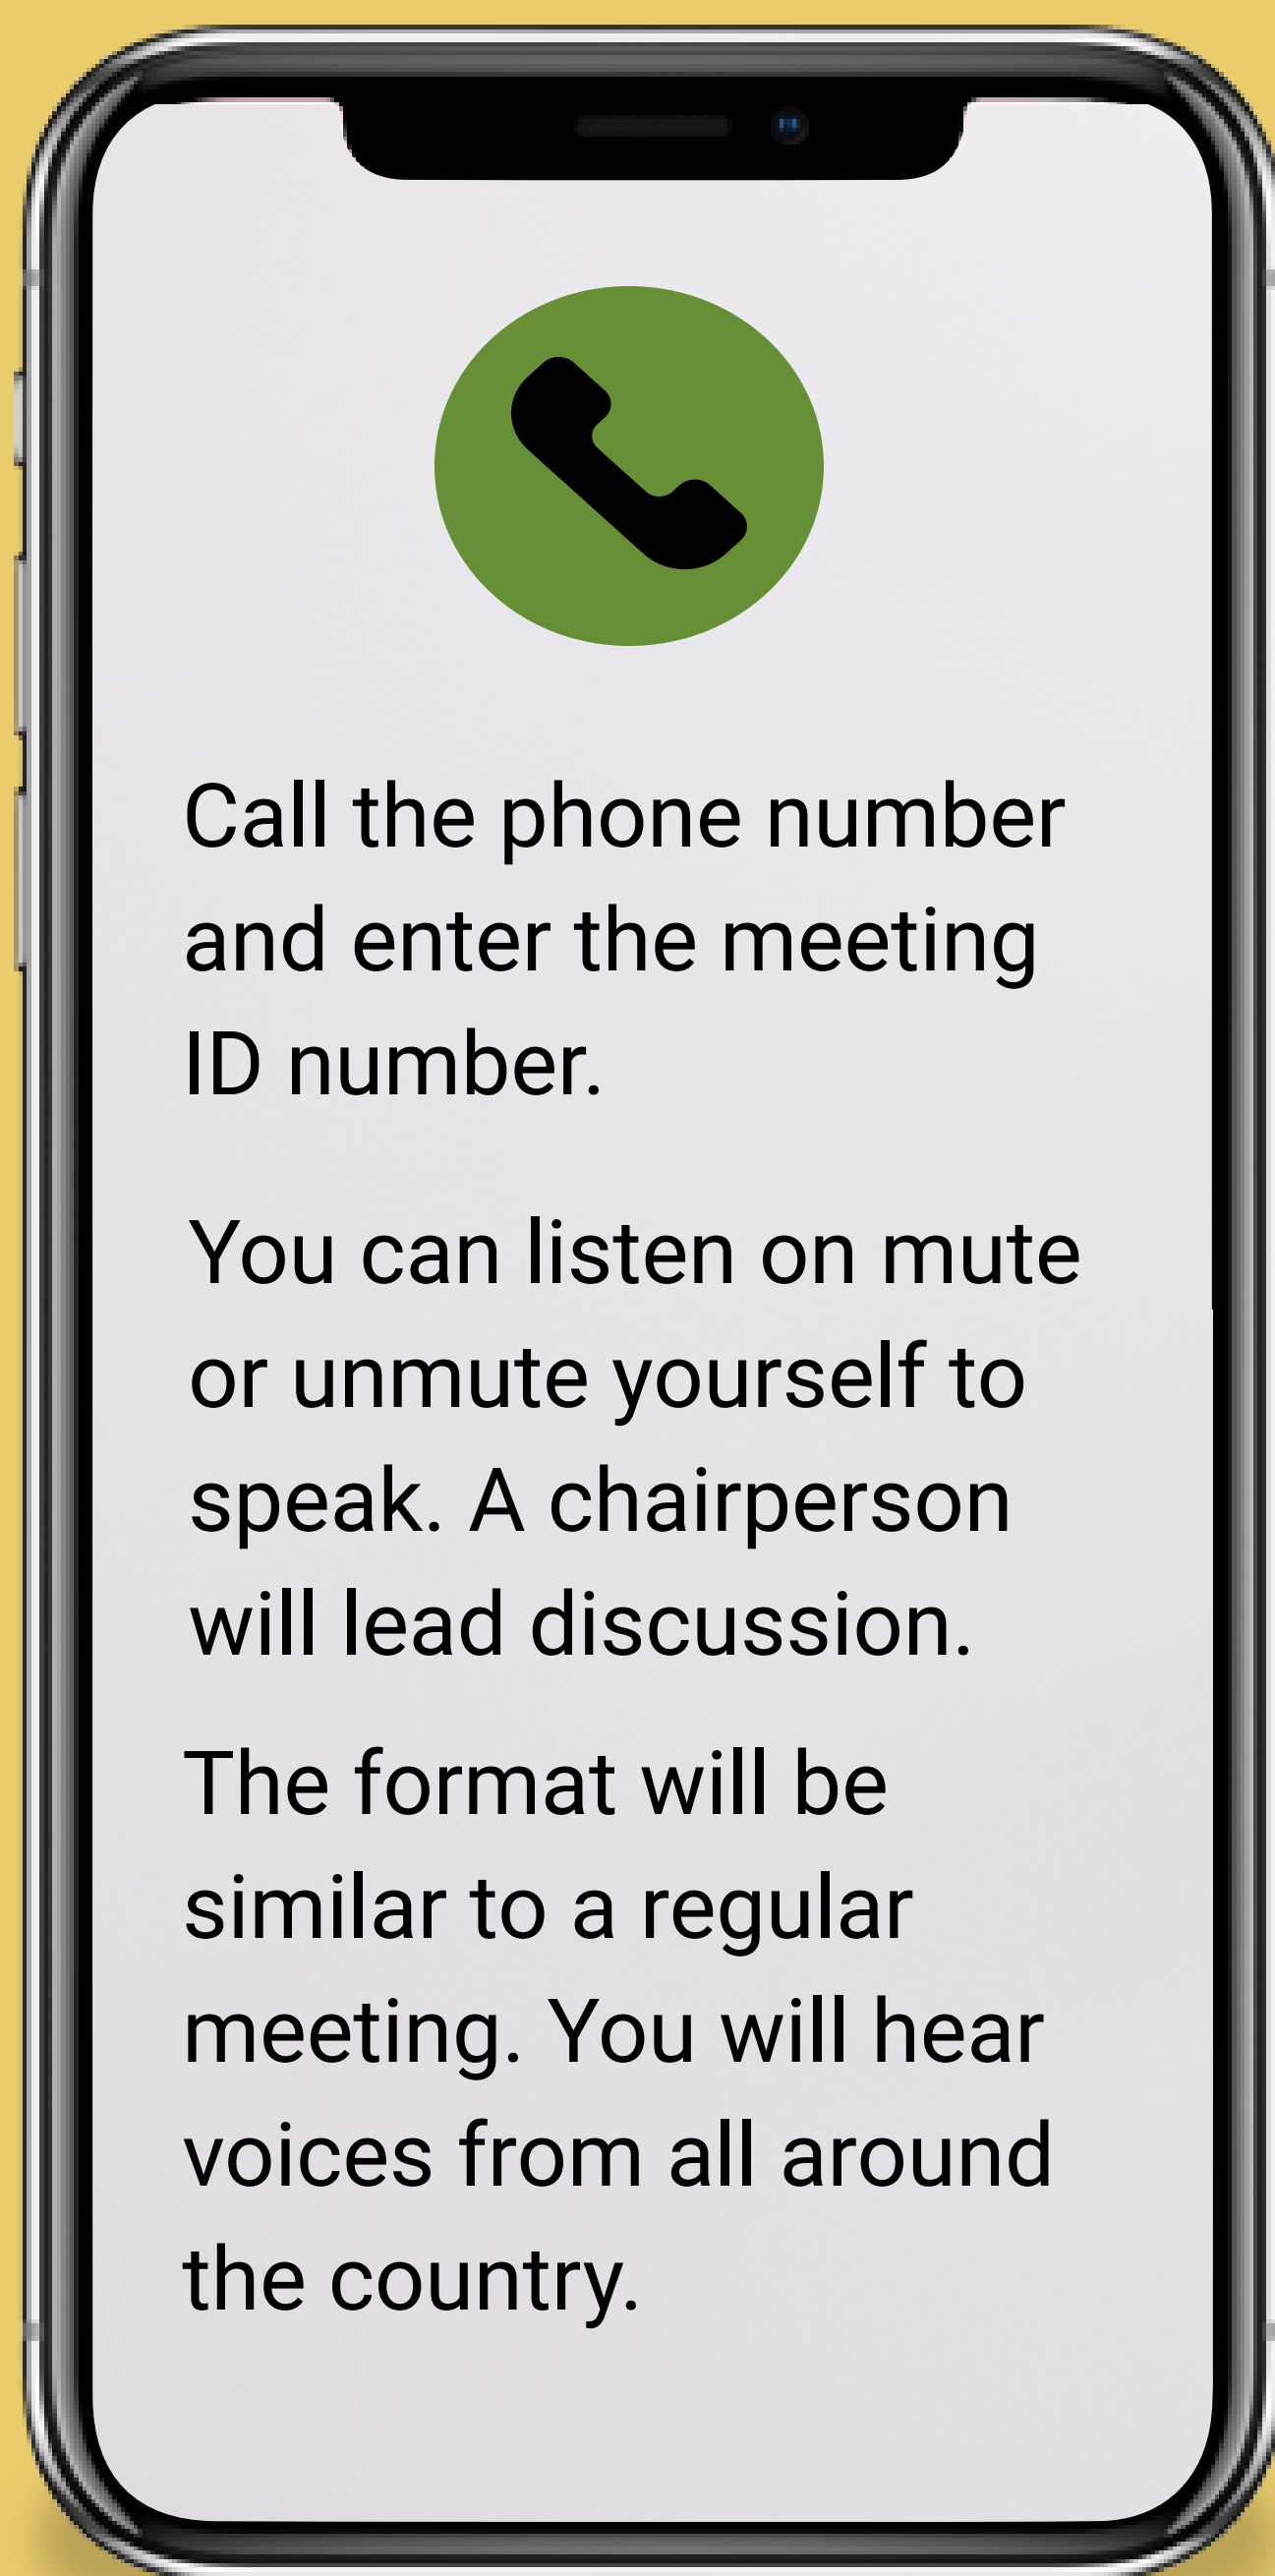 Call the phone number
and enter the meeting
ID number.
You can listen on mute
or unmute yourself to
speak. A chairperson
will lead discussion.
The format will be
similar to a regular
meeting. You will hear
voices from all around
the country.